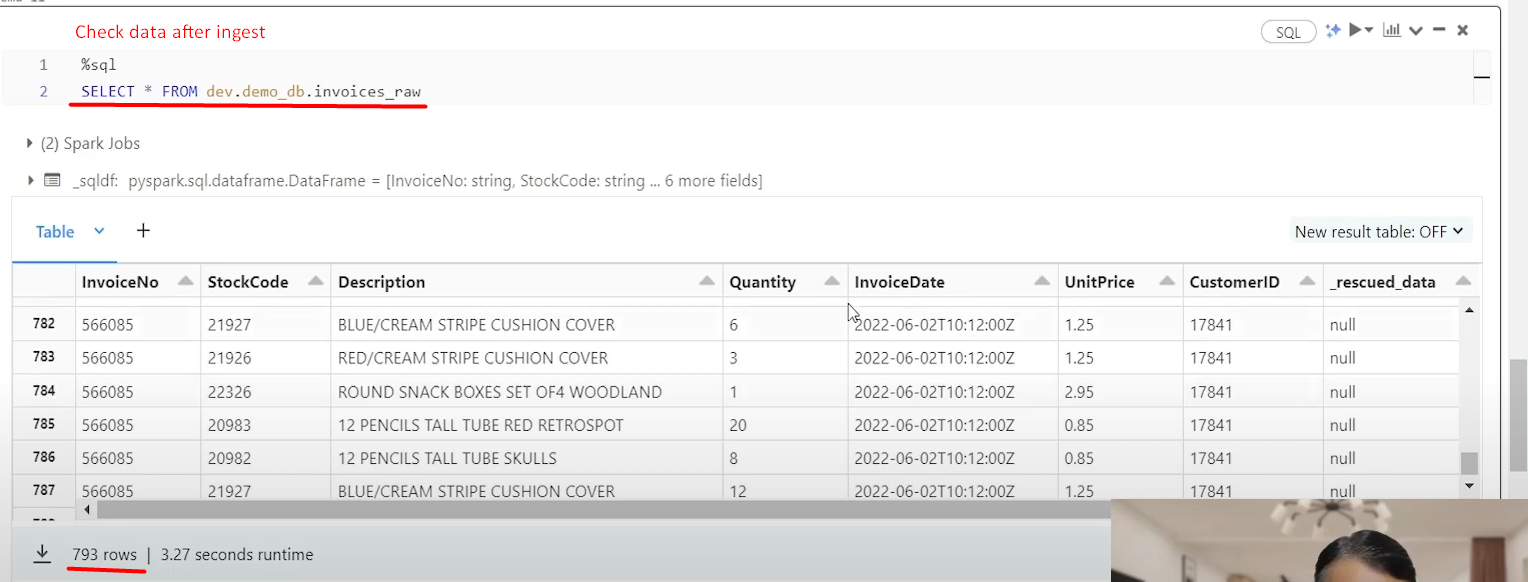 Check data after ingest
SQL
1 %sql
2 SELECT * FROM dev.demo_db.invoices_raw
(2) Spark Jobs
_sqldf: pyspark.sql.dataframe.DataFrame = [InvoiceNo: string, StockCode: string ... 6 more fields]
Table + New result table: OFF
InvoiceNo StockCode Description Quantity InvoiceDate UnitPrice CustomerID _rescued_data
782 566085 21927 BLUE/CREAM STRIPE CUSHION COVER 6 2022-06-02T10:12:00Z 1.25 17841 null
783 566085 21926 RED/CREAM STRIPE CUSHION COVER 3 2022-06-02T10:12:00Z 1.25 17841 null
784 566085 22326 ROUND SNACK BOXES SET OF4 WOODLAND 1 2022-06-02T10:12:00Z 2.95 17841 null
785 566085 20983 12 PENCILS TALL TUBE RED RETROSPOT 20 2022-06-02T10:12:00Z 0.85 17841 null
786 566085 20982 12 PENCILS TALL TUBE SKULLS 8 2022-06-02T10:12:00Z 0.85 17841 null
787 566085 21927 BLUE/CREAM STRIPE CUSHION COVER 12 2022-06-02T10:12:00Z 1.25 17841 null
793 rows | 3.27 seconds runtime